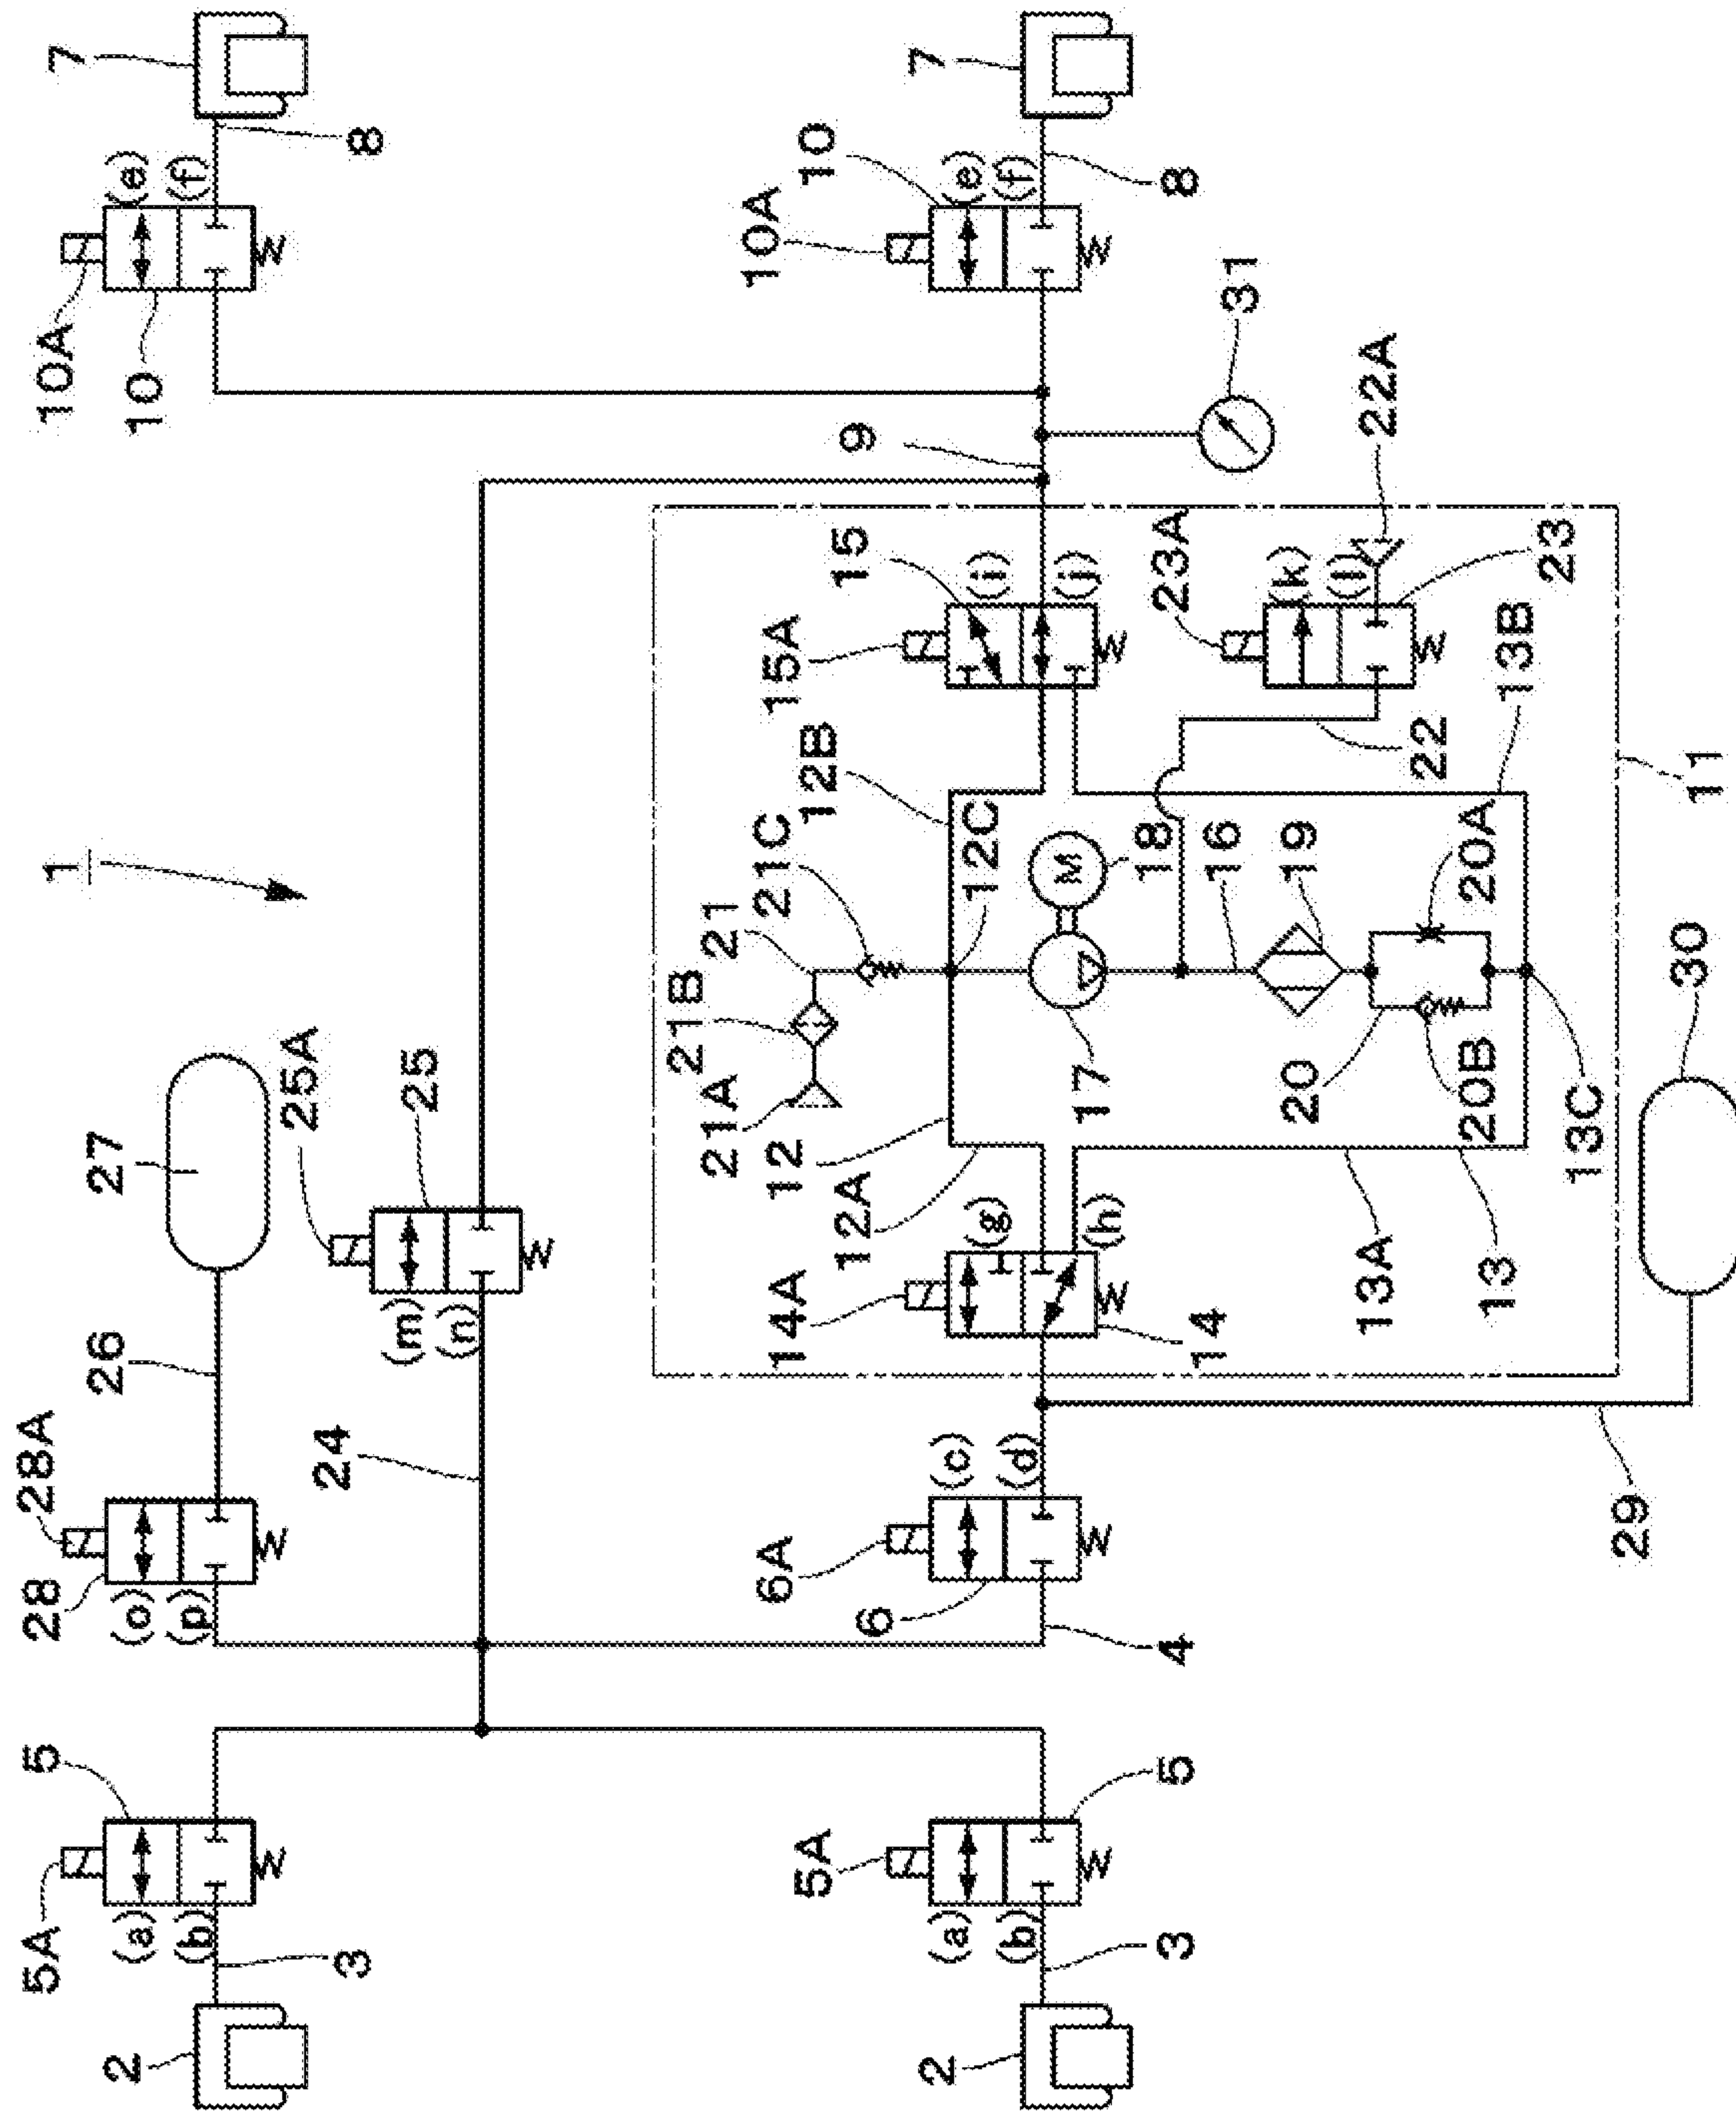 7
8
10A
(e)
(f)
10
7
8
10
10A
(e)
(f)
31
9
22A
15
15A
(i)
(j)
23A
(k)
(l)
23
13B
22
12B
12C
21C
21
21B
21A
12
12A
18
M
16
19
20A
17
20
20B
13C
13A
13
11
30
1
27
25A
25
26
(m)
(n)
24
28A
28
(o)
(p)
14A
(g)
(h)
14
6A
(c)
(d)
6
4
29
5
5A
(a)
(b)
3
2
5
5A
(a)
(b)
3
2